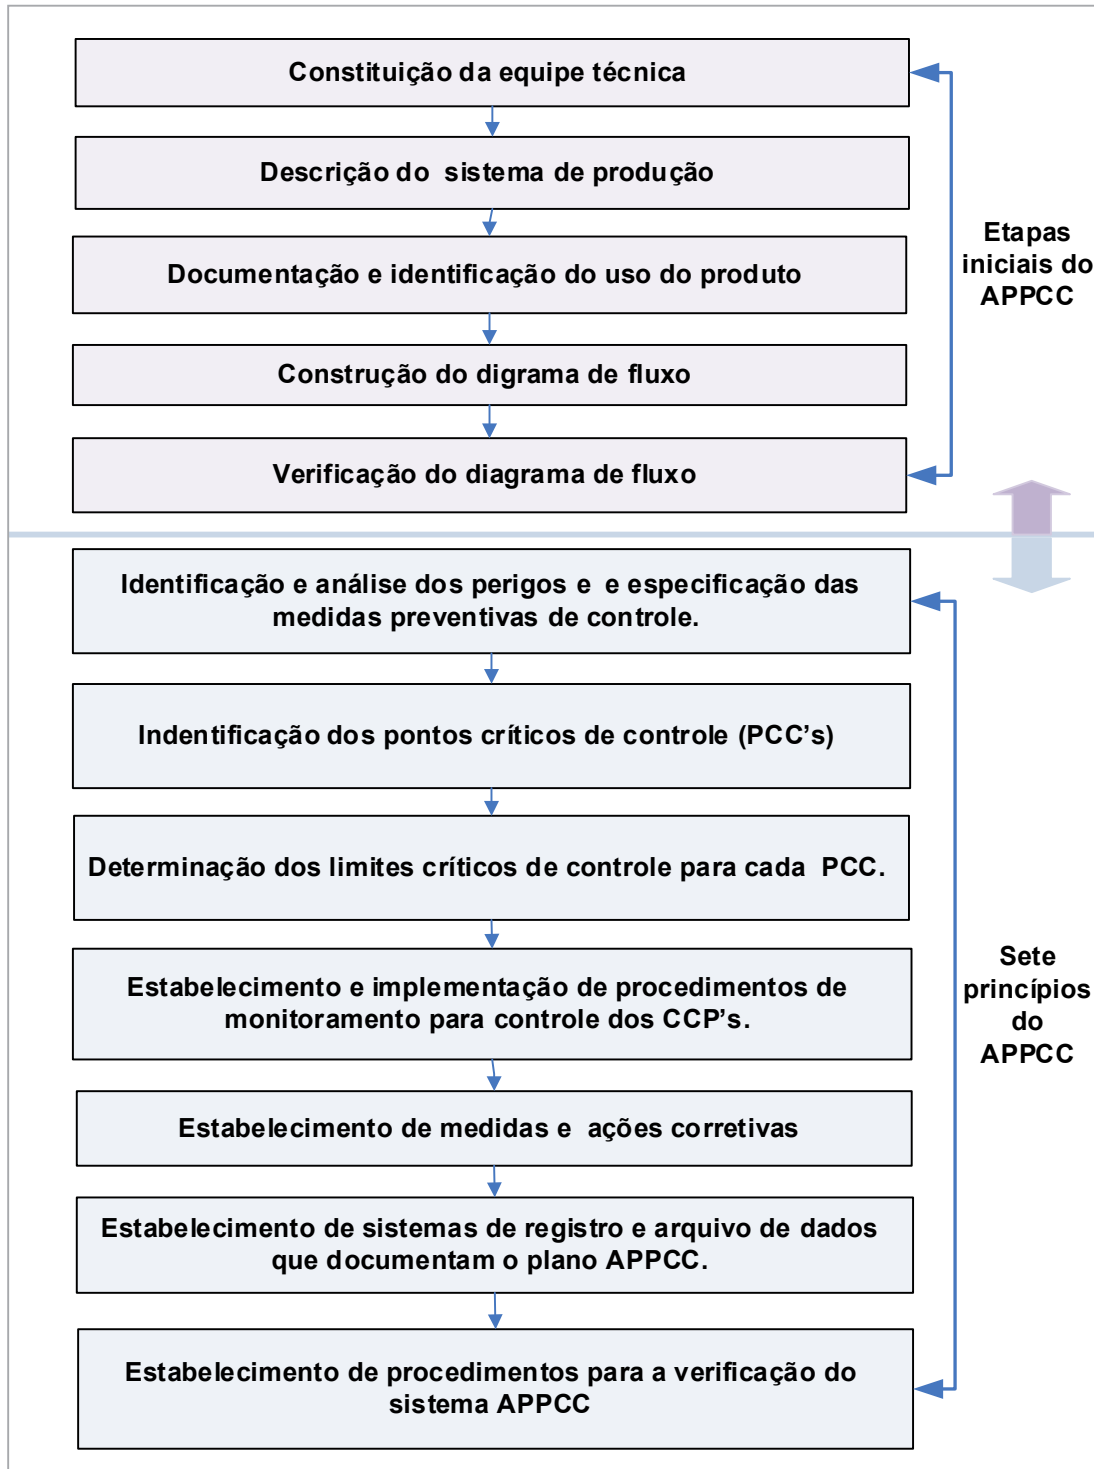 Constituição da equipe técnica
Descrição do sistema de produção
Documentação e identificação do uso do produto
Construção do digrama de fluxo
Verificação do diagrama de fluxo
Etapas
iniciais do
APPCC
Identificação e análise dos perigos e e especificação das
medidas preventivas de controle.
Indentificação dos pontos críticos de controle (PCC’s)
Determinação dos limites críticos de controle para cada PCC.
Estabelecimento e implementação de procedimentos de
monitoramento para controle dos CCP’s.
Estabelecimento de medidas e ações corretivas
Estabelecimento de sistemas de registro e arquivo de dados
que documentam o plano APPCC.
Estabelecimento de procedimentos para a verificação do
sistema APPCC
Sete
princípios
do
APPCC